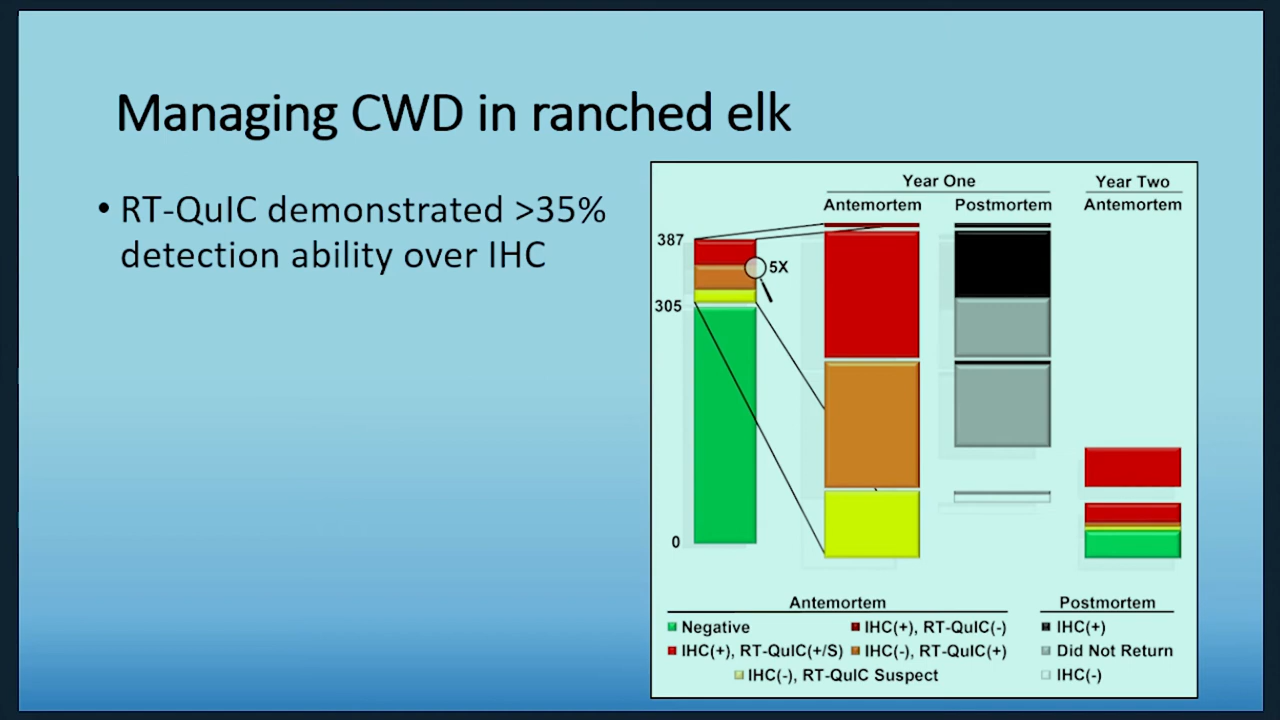 Managing CWD in ranched elk
• RT-QuIC demonstrated >35%
detection ability over IHC
Year One
Year Two
Antemortem
Postmortem
Antemortem
387
5X
305
0
Antemortem
Postmortem
Negative
IHC(+), RT-QuIC(-)
IHC(+)
IHC(+), RT-QuIC(+/S)
IHC(-), RT-QuIC(+)
Did Not Return
IHC(-), RT-QuIC Suspect
IHC(-)